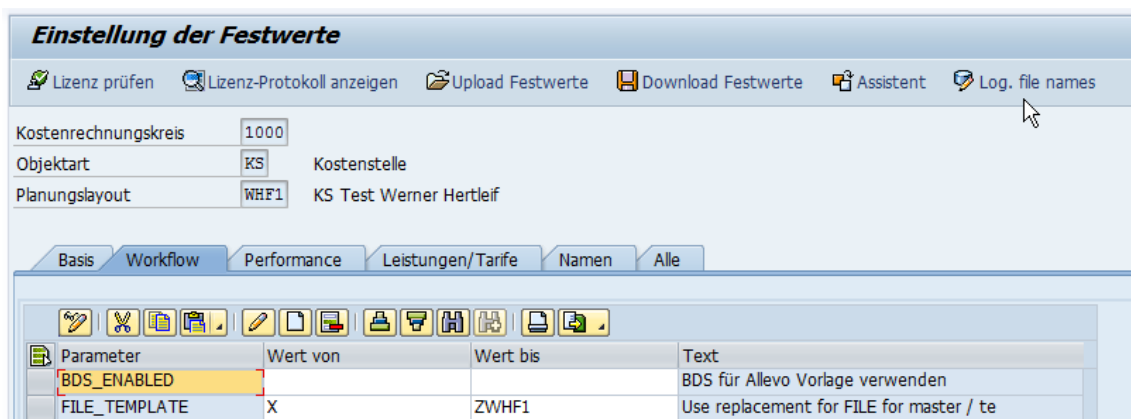 Einstellung der Festwerte
Lizenz prüfen Lizenz-Protokoll anzeigen Upload Festwerte Download Festwerte Assistent Log. file names
Kostenrechnungskreis 1000
Objektart KS Kostenstelle
Planungslayout WHF1 KS Test Werner Hertleif
Basis Workflow Performance Leistungen/Tarife Namen Alle
Parameter Wert von Wert bis Text
BDS_ENABLED BDS für Allevo Vorlage verwenden
FILE_TEMPLATE X ZWHF1 Use replacement for FILE for master / te